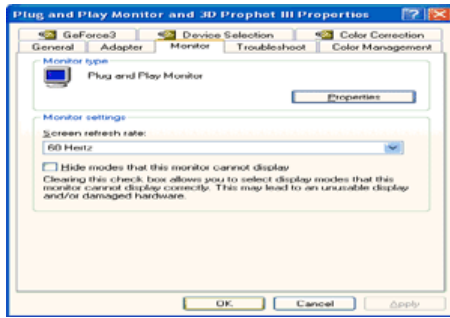 Plug and Play Monitor and 3D Prophet III Properties
GeForce3 Device Selection Color Correction
General Adapter Monitor Troubleshoot Color Management
Monitor type
Plug and Play Monitor
Properties
Monitor settings
Screen refresh rate:
60 Hertz
Hide modes that this monitor cannot display
Clearing this check box allows you to select display modes that this
monitor cannot display correctly. This may lead to an unusable display
and/or damaged hardware.
OK Cancel Apply